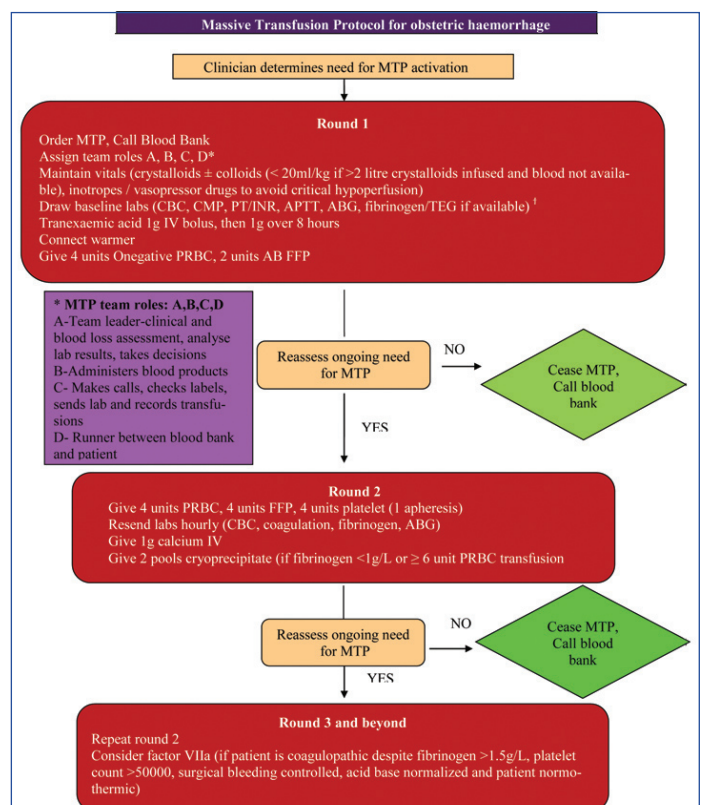 Massive Transfusion Protocol for obstetric haemorrhage
Clinician determines need for MTP activation
Round 1
Order MTP, Call Blood Bank
Assign team roles A, B, C, D*
Maintain vitals (crystalloids ± colloids (< 20ml/kg if >2 litre crystalloids infused and blood not availa-
ble), inotropes / vasopressor drugs to avoid critical hypoperfusion)
Draw baseline labs (CBC, CMP, PT/INR, APTT, ABG, fibrinogen/TEG if available) †
Tranexaemic acid 1g IV bolus, then 1g over 8 hours
Connect warmer
Give 4 units Onegative PRBC, 2 units AB FFP
* MTP team roles: A,B,C,D
A-Team leader-clinical and
blood loss assessment, analyse
lab results, takes decisions
B-Administers blood products
C- Makes calls, checks labels,
sends lab and records transfu-
sions
D- Runner between blood bank
and patient
Reassess ongoing need
for MTP
NO
Cease MTP,
Call blood
bank
YES
Round 2
Give 4 units PRBC, 4 units FFP, 4 units platelet (1 apheresis)
Resend labs hourly (CBC, coagulation, fibrinogen, ABG)
Give 1g calcium IV
Give 2 pools cryoprecipitate (if fibrinogen <1g/L or ≥ 6 unit PRBC transfusion
Reassess ongoing need
for MTP
NO
Cease MTP,
Call blood
bank
YES
Round 3 and beyond
Repeat round 2
Consider factor VIIa (if patient is coagulopathic despite fibrinogen >1.5g/L, platelet
count >50000, surgical bleeding controlled, acid base normalized and patient normo-
thermic)